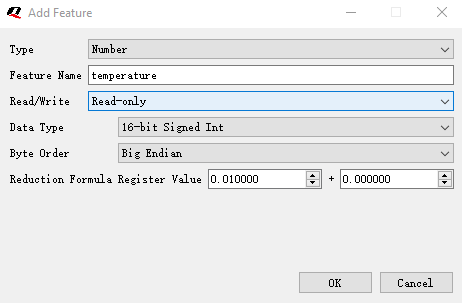 Add Feature
Type Number
Feature Name temperature
Read/Write Read-only
Data Type 16-bit Signed Int
Byte Order Big Endian
Reduction Formula Register Value 0.010000 + 0.000000
OK Cancel